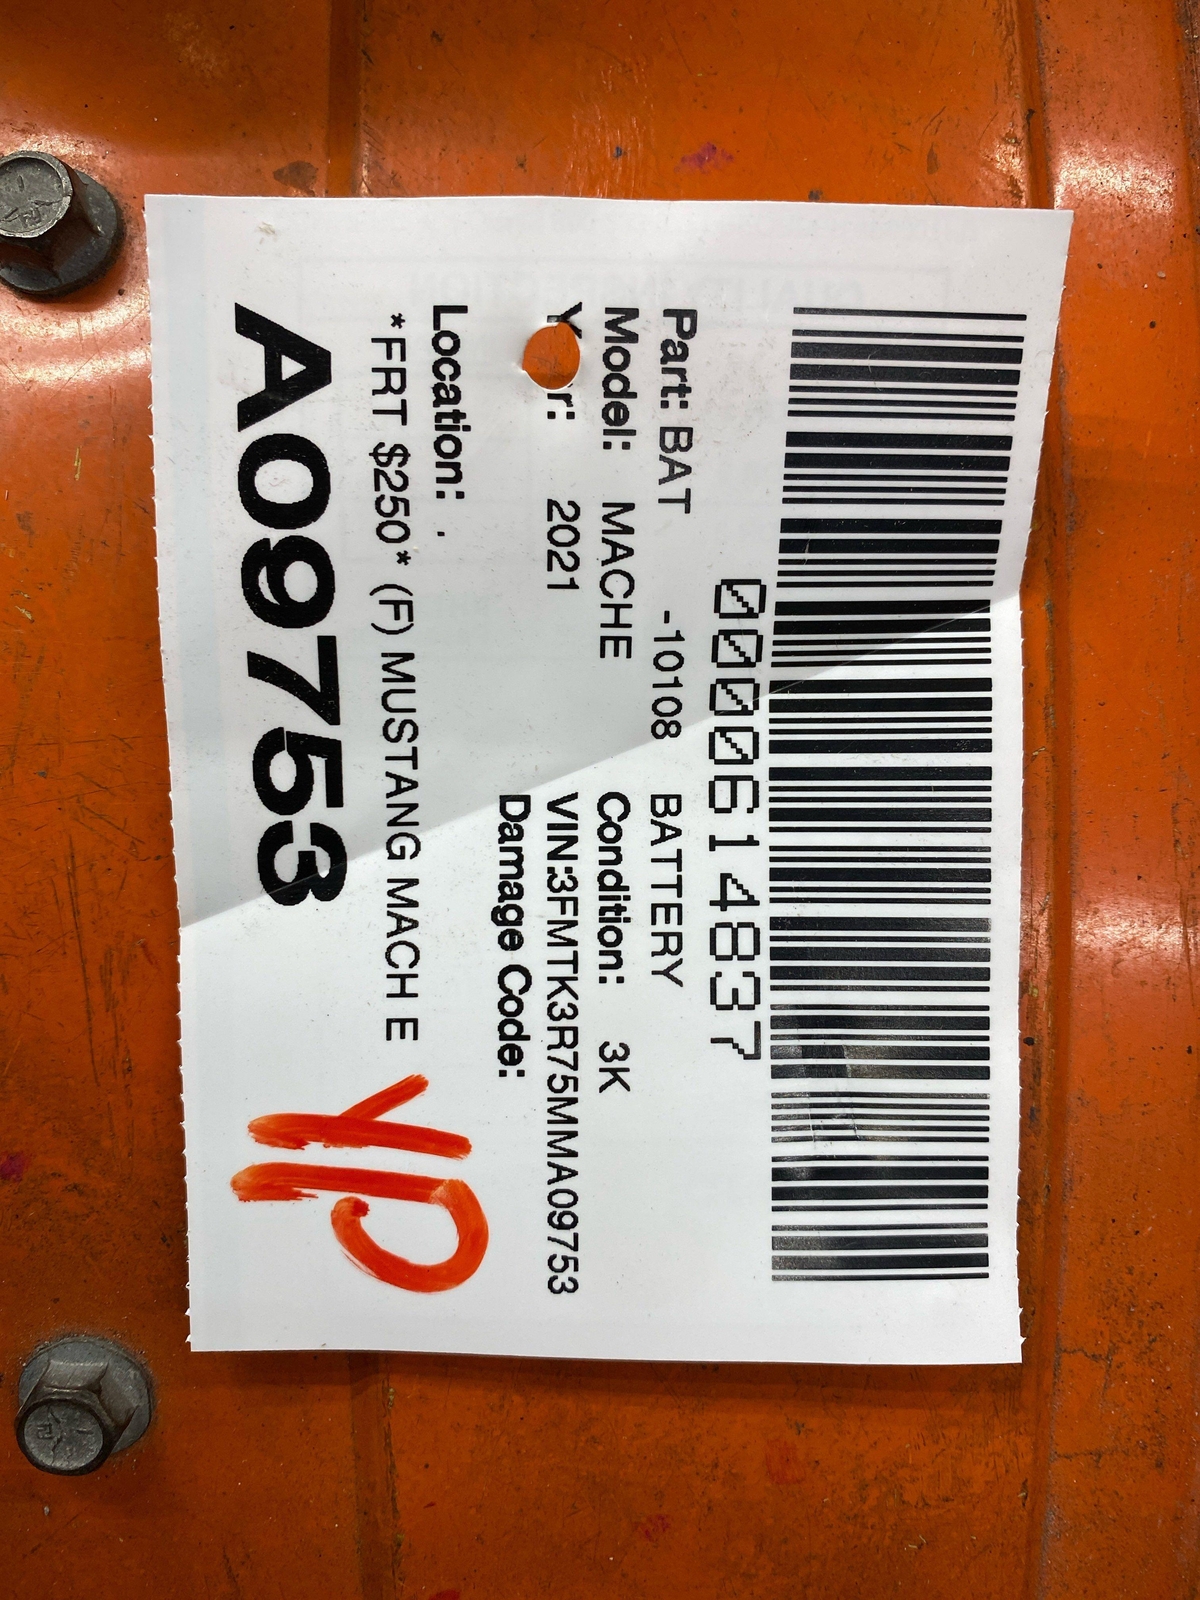 0000614837
Part: BAT -10108 BATTERY
Model: MACHE Condition: 3K
2021 VIN:3FMTK3R75MMA09753
Damage Code:
Location: .
*FRT $250* (F) MUSTANG MACH E
A09753
YP